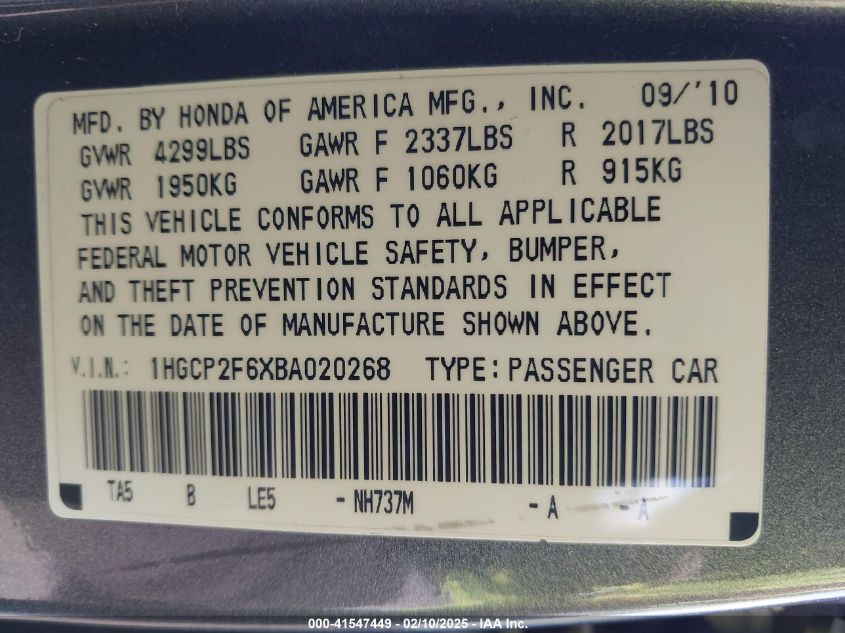 MFD. BY HONDA OF AMERICA MFG., INC. 09/'10
GVWR 4299LBS GAWR F 2337LBS R 2017LBS
GVWR 1950KG GAWR F 1060KG R 915KG
THIS VEHICLE CONFORMS TO ALL APPLICABLE
FEDERAL MOTOR VEHICLE SAFETY, BUMPER,
AND THEFT PREVENTION STANDARDS IN EFFECT
ON THE DATE OF MANUFACTURE SHOWN ABOVE.
V.I.N.: 1HGCP2F6XBA020268 TYPE: PASSENGER CAR
TA5 B LE5 - NH737M - A - A
000-41547449 - 02/10/2025 - © IAA Holdings, LLC.